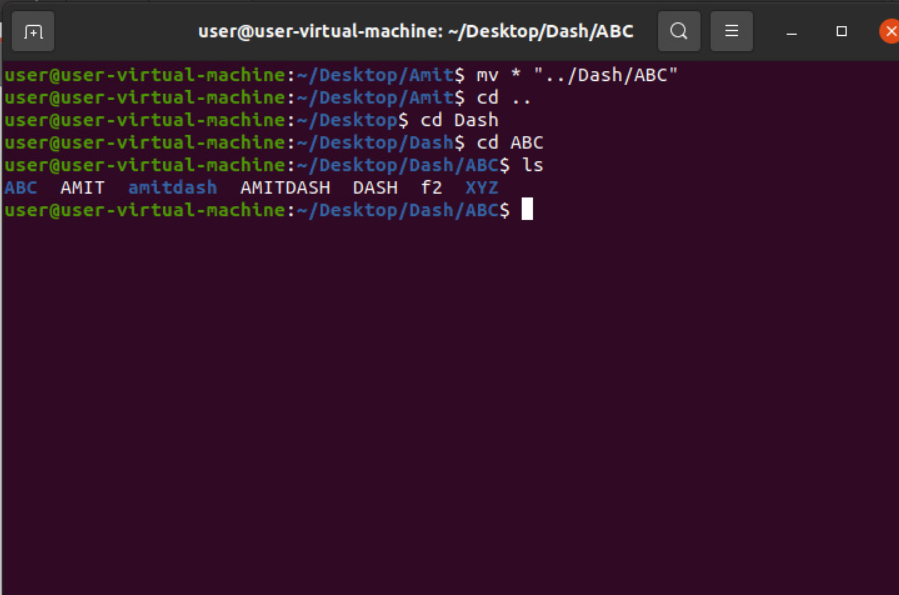 user@user-virtual-machine: ~/Desktop/Dash/ABC
user@user-virtual-machine:~/Desktop/Amit$ mv * "../Dash/ABC"
user@user-virtual-machine:~/Desktop/Amit$ cd ..
user@user-virtual-machine:~/Desktop$ cd Dash
user@user-virtual-machine:~/Desktop/Dash$ cd ABC
user@user-virtual-machine:~/Desktop/Dash/ABC$ ls
ABC  AMIT  amitdash  AMITDASH  DASH  f2  XYZ
user@user-virtual-machine:~/Desktop/Dash/ABC$